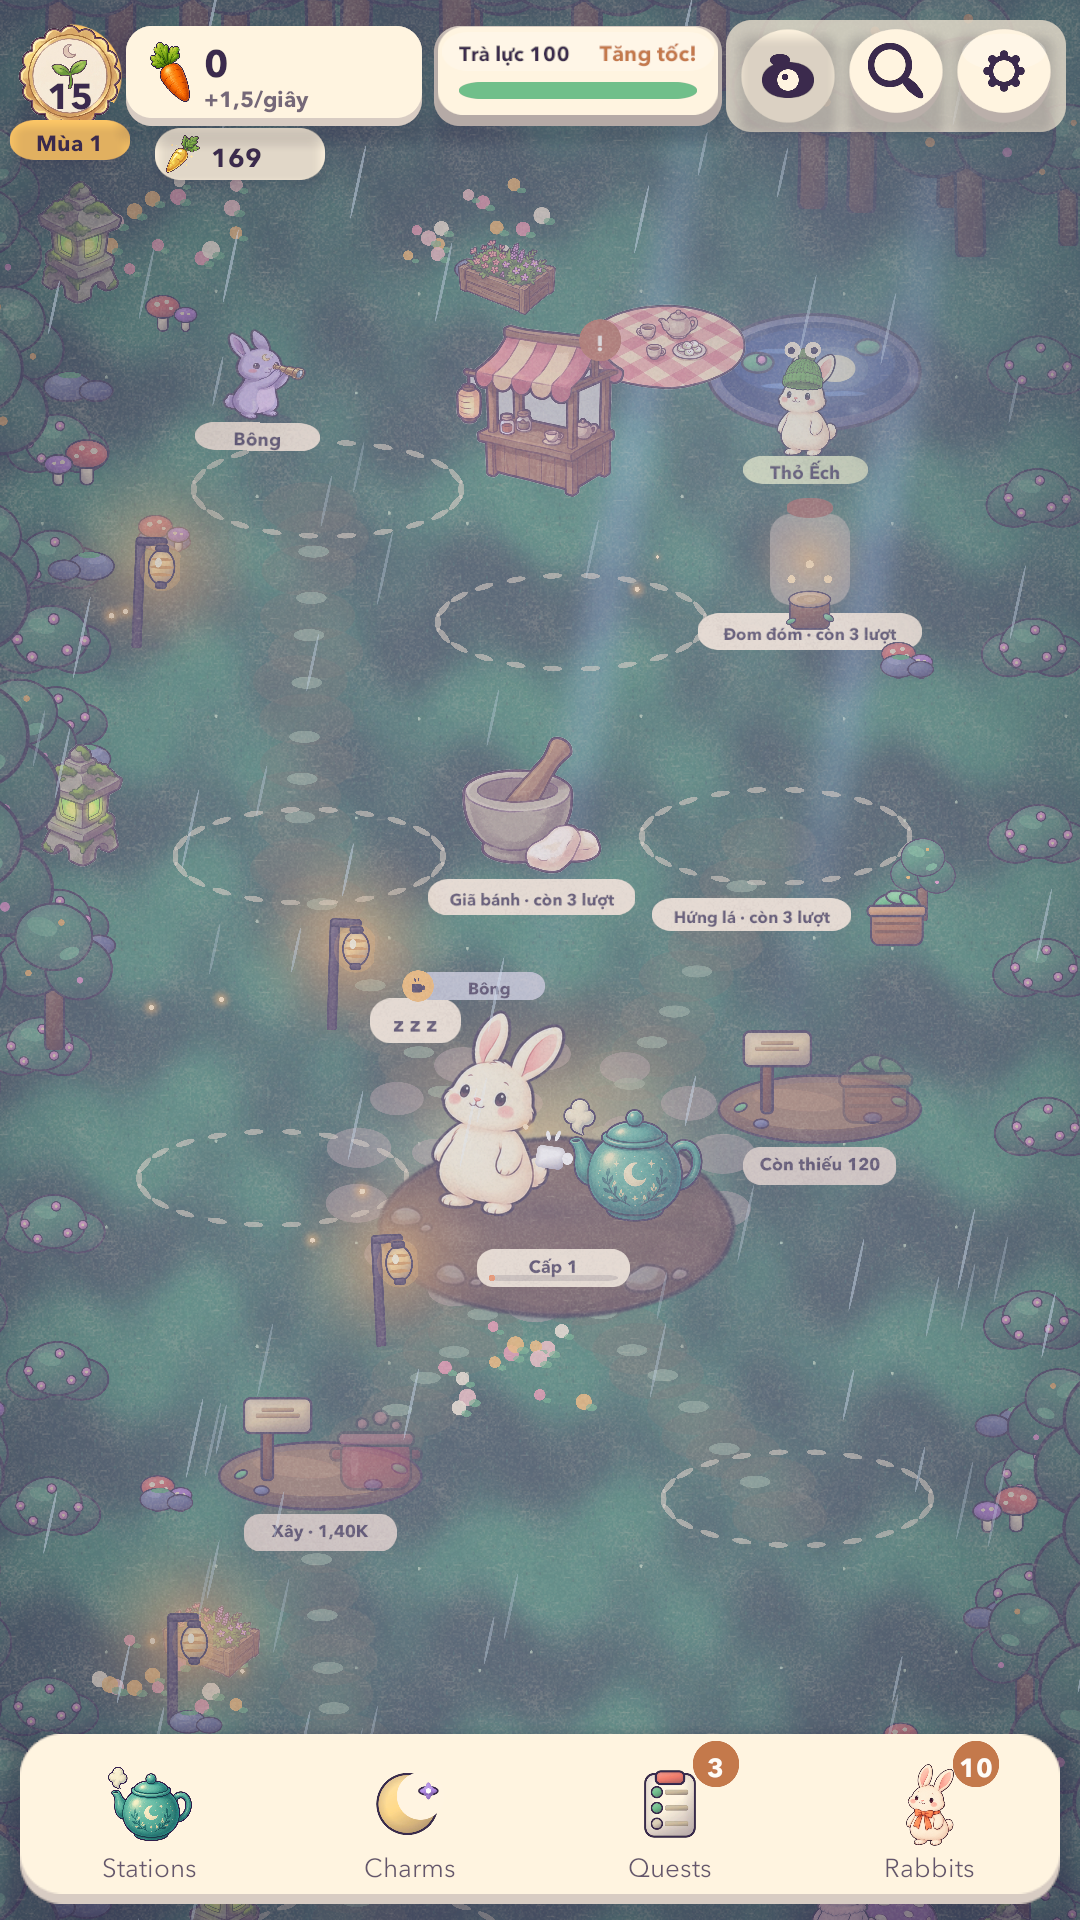 15
Mùa 1
0
+1,5/giây
169
Trà lực 100 Tăng tốc!
!
Bông
Thỏ Ếch
Đom đóm · còn 3 lượt
Giã bánh · còn 3 lượt
Hứng lá · còn 3 lượt
Bông
z z z
Còn thiếu 120
Cấp 1
Xây · 1,40K
3
10
Stations
Charms
Quests
Rabbits